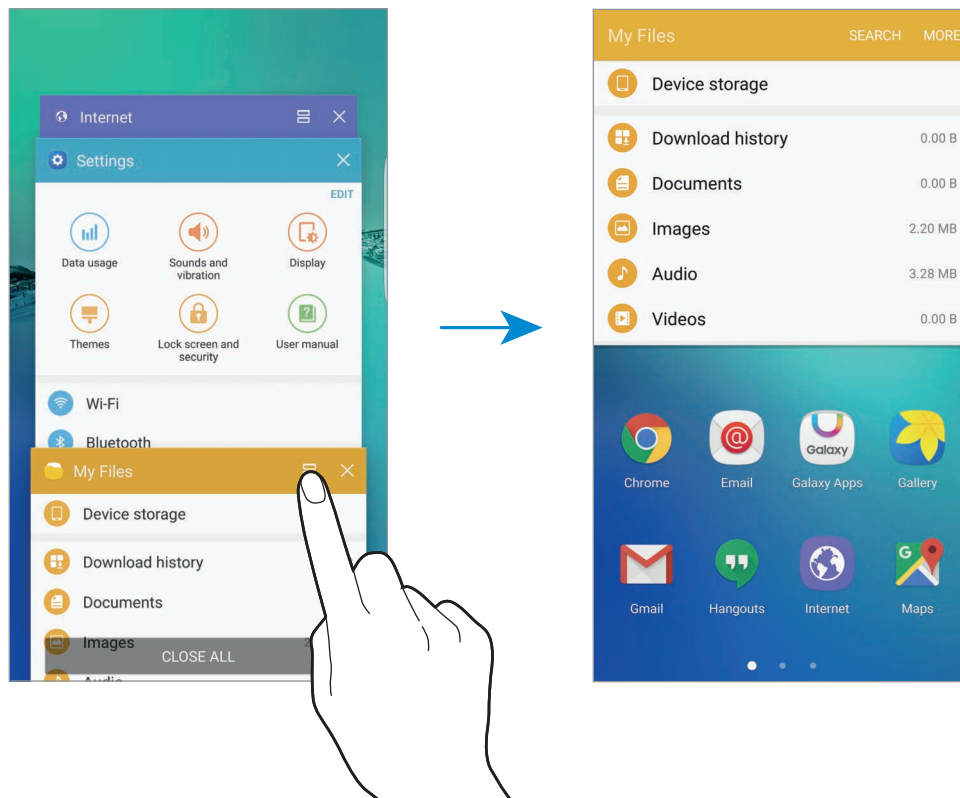 Internet
Settings
EDIT
Data usage
Sounds and
vibration
Display
Themes
Lock screen and
security
User manual
Wi-Fi
Bluetooth
My Files
Device storage
Download history
Documents
Images
CLOSE ALL
Audio
My Files SEARCH MORE
Device storage
Download history 0.00 B
Documents 0.00 B
Images 2.20 MB
Audio 3.28 MB
Videos 0.00 B
Galaxy
Chrome Email Galaxy Apps Gallery
G
Gmail Hangouts Internet Maps